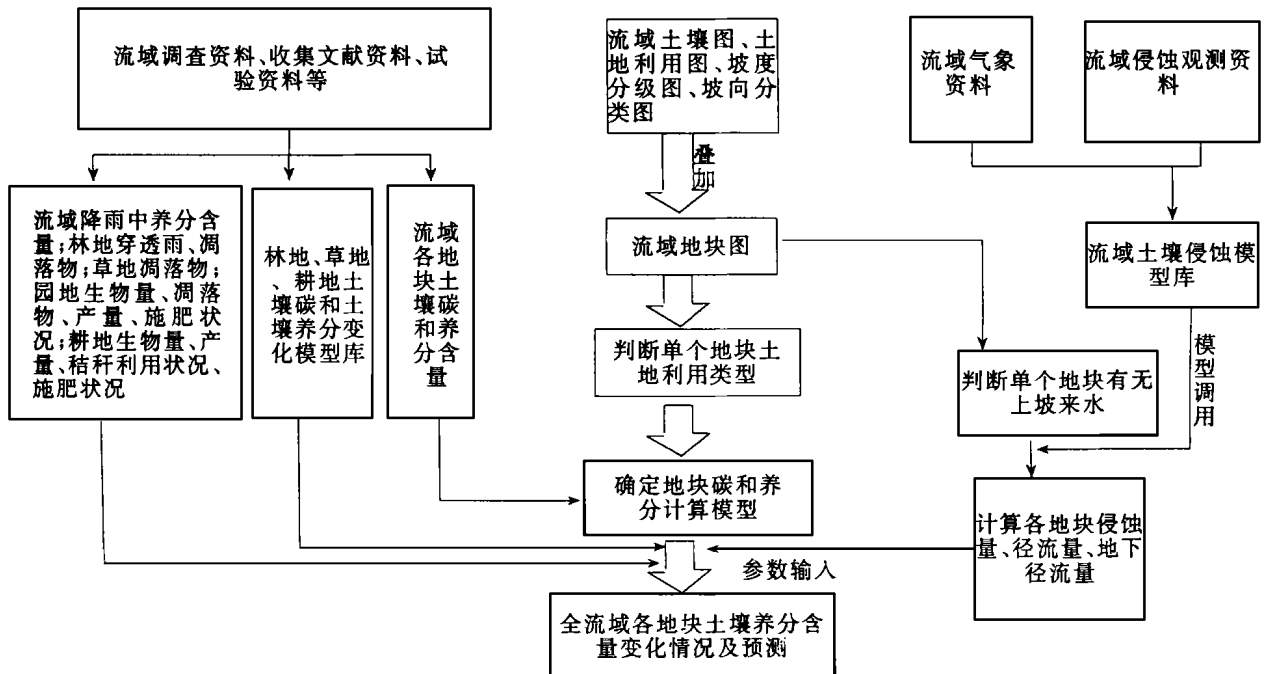 流域调查资料、收集文献资料、试
验资料等
流域土壤图、土
地利用图、坡度
分级图、坡向分
类图
流域气象
资料
流域侵蚀观测资
料
叠
加
流域降雨中养分含
量；林地穿透雨、凋
落物；草地凋落物；
园地生物量、凋落
物、产量、施肥状
况；耕地生物量、产
量、秸秆利用状况、
施肥状况
林地、草地
、耕地土
壤碳和土
壤养分变
化模型库
流域
各地
块土
壤碳
和养
分含
量
流域地块图
流域土壤侵蚀模
型库
判断单个地块土
地利用类型
判断单个地块有无
上坡来水
模
型
调
用
确定地块碳和养
分计算模型
计算各地块侵蚀
量、径流量、地下
径流量
参数输入
全流域各地块土壤养分含
量变化情况及预测